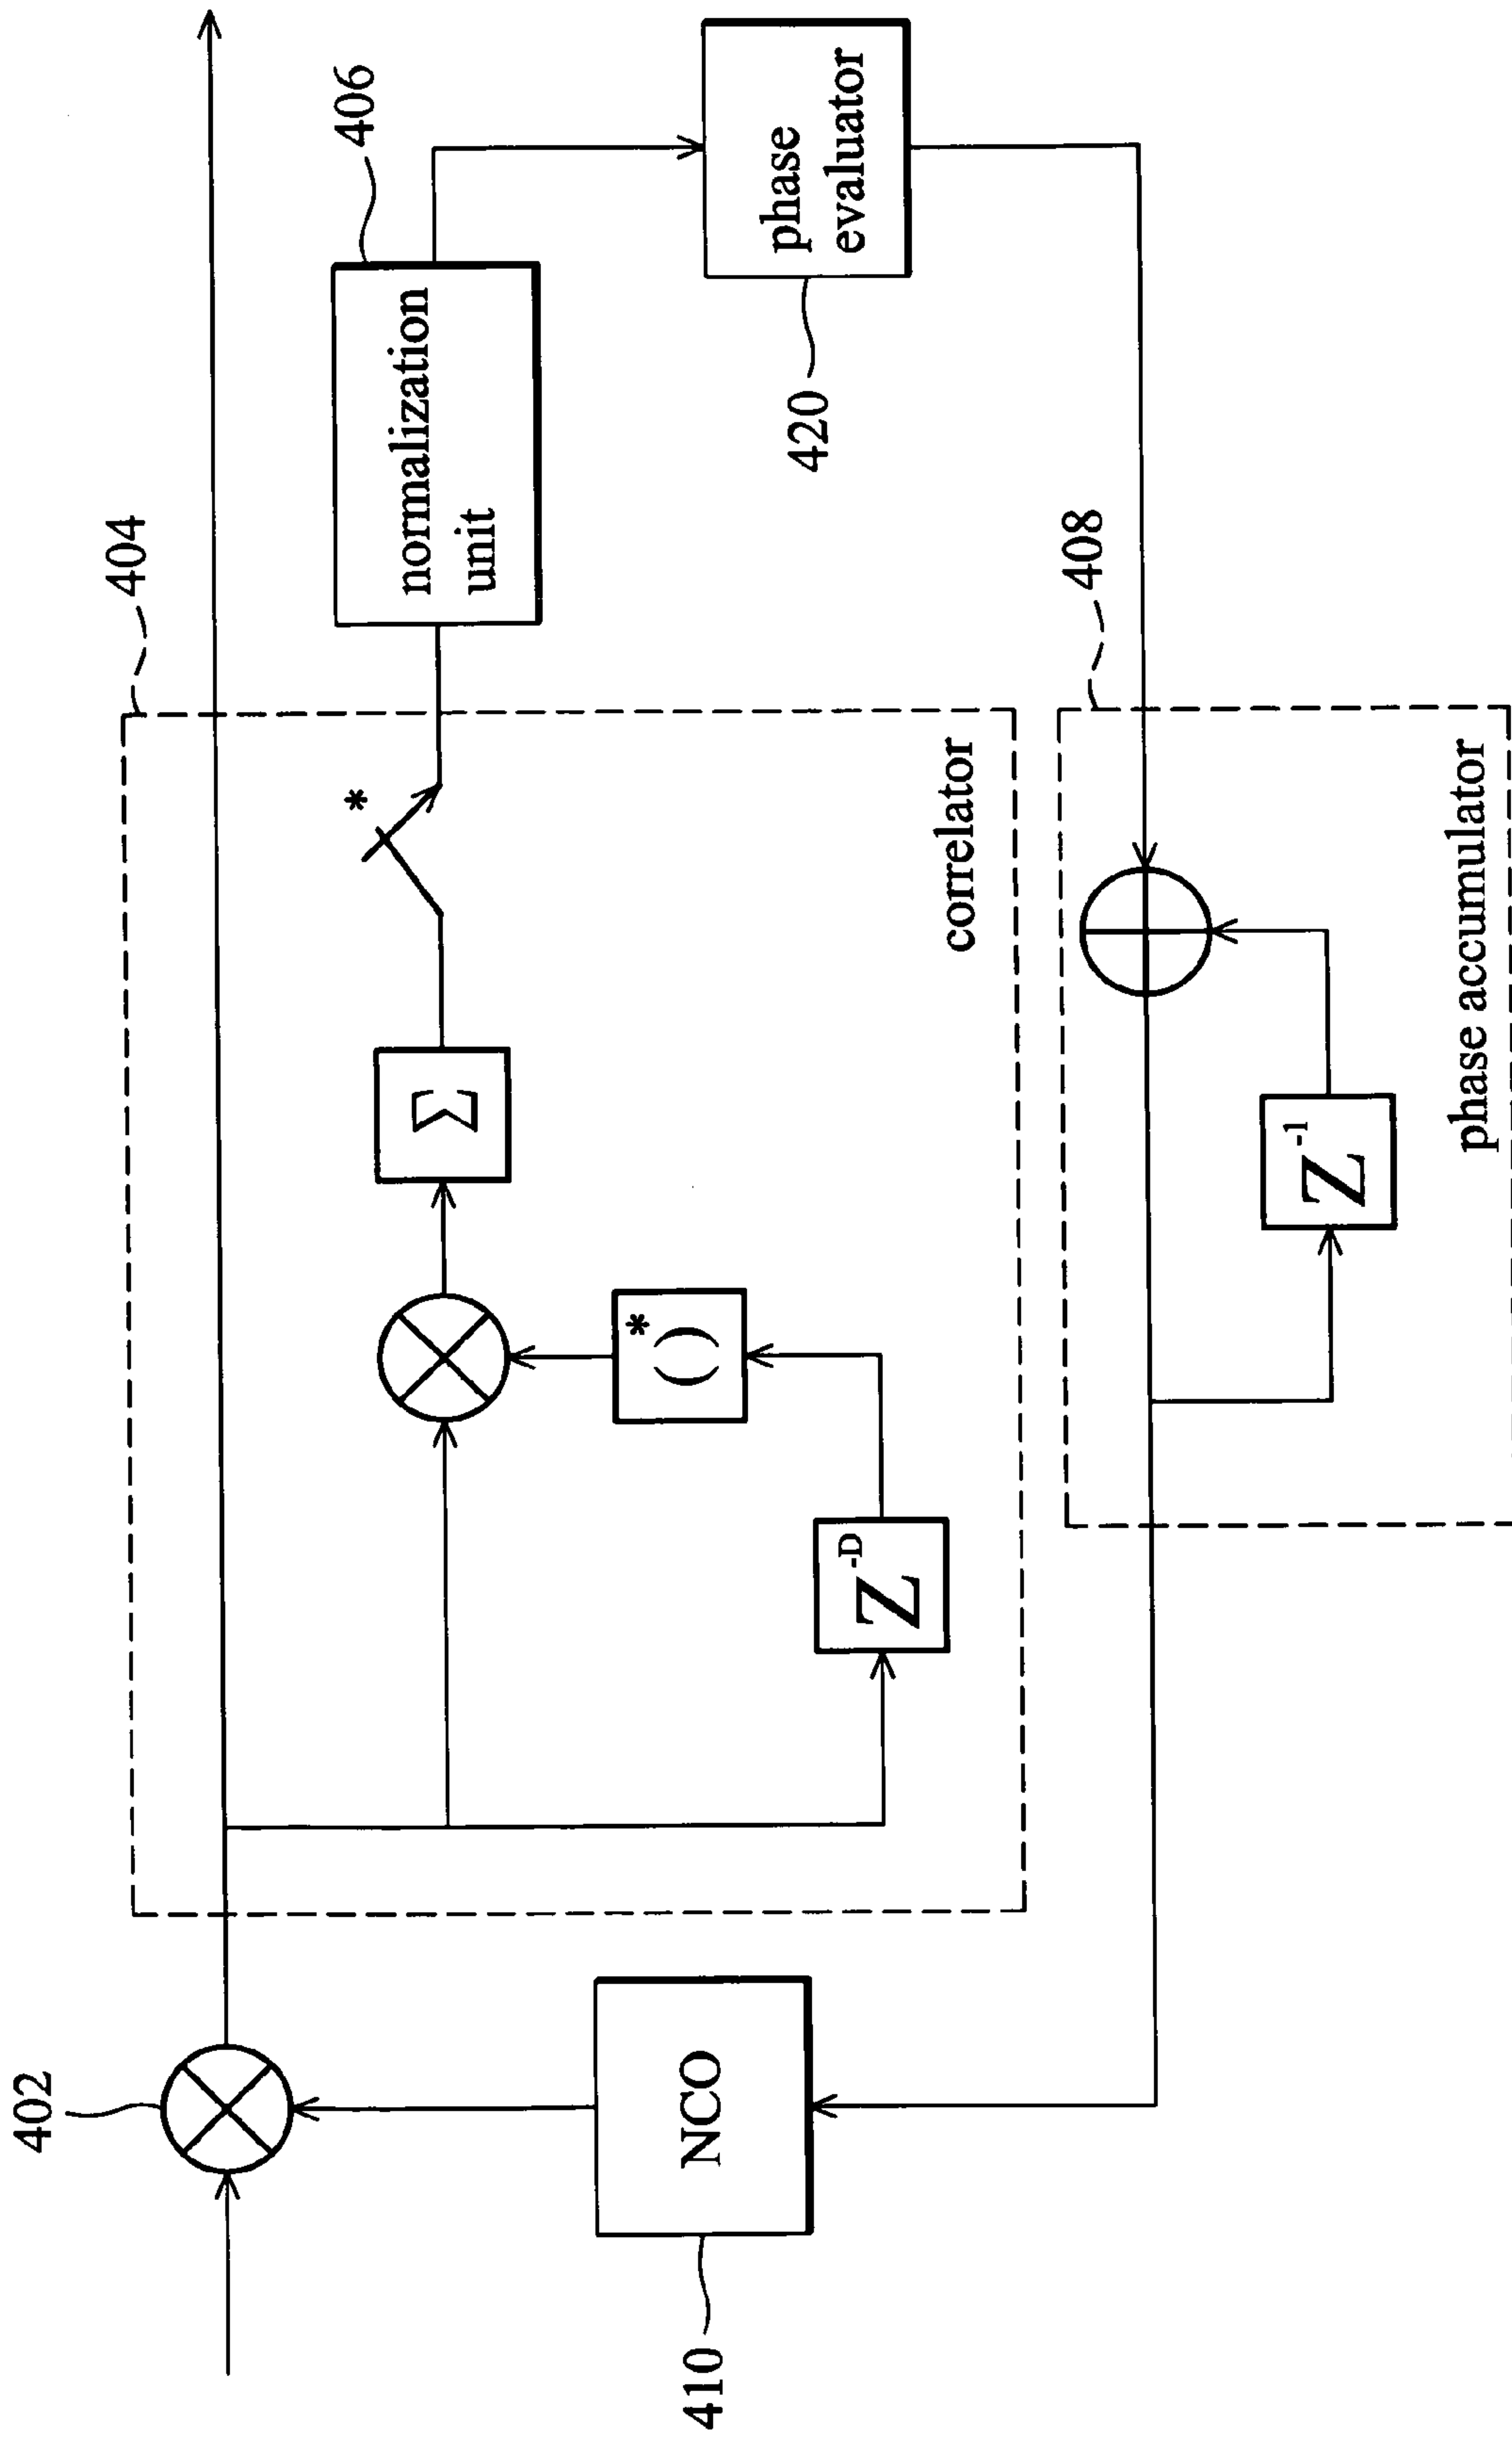 402
404
406
*
normalization
unit
Σ
( )*
Z-D
correlator
NCO
410
420
phase
evaluator
408
Z-1
phase accumulator